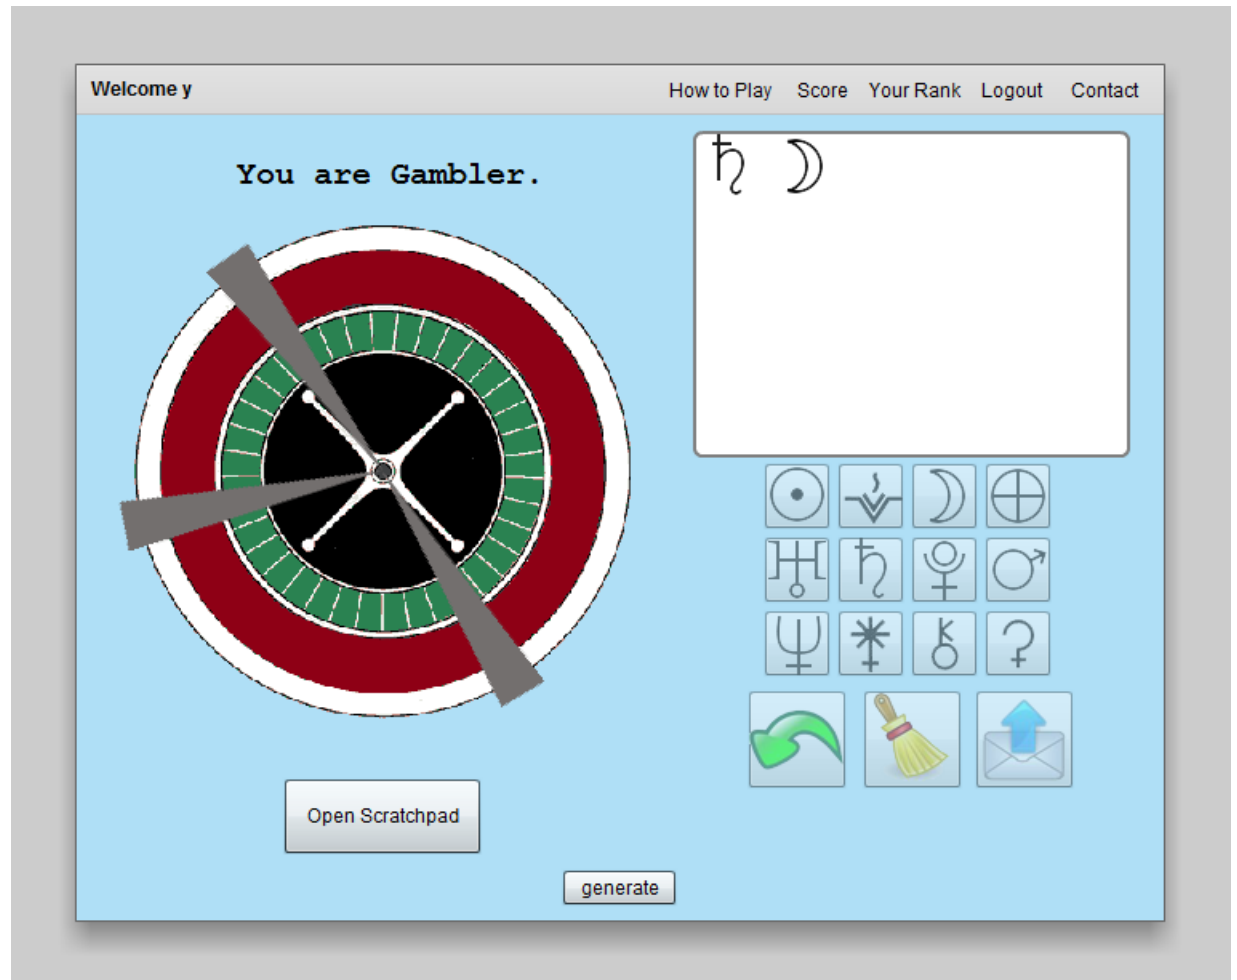 Welcome y
How to Play Score Your Rank Logout Contact
You are Gambler.
♄ ☽
Open Scratchpad
generate